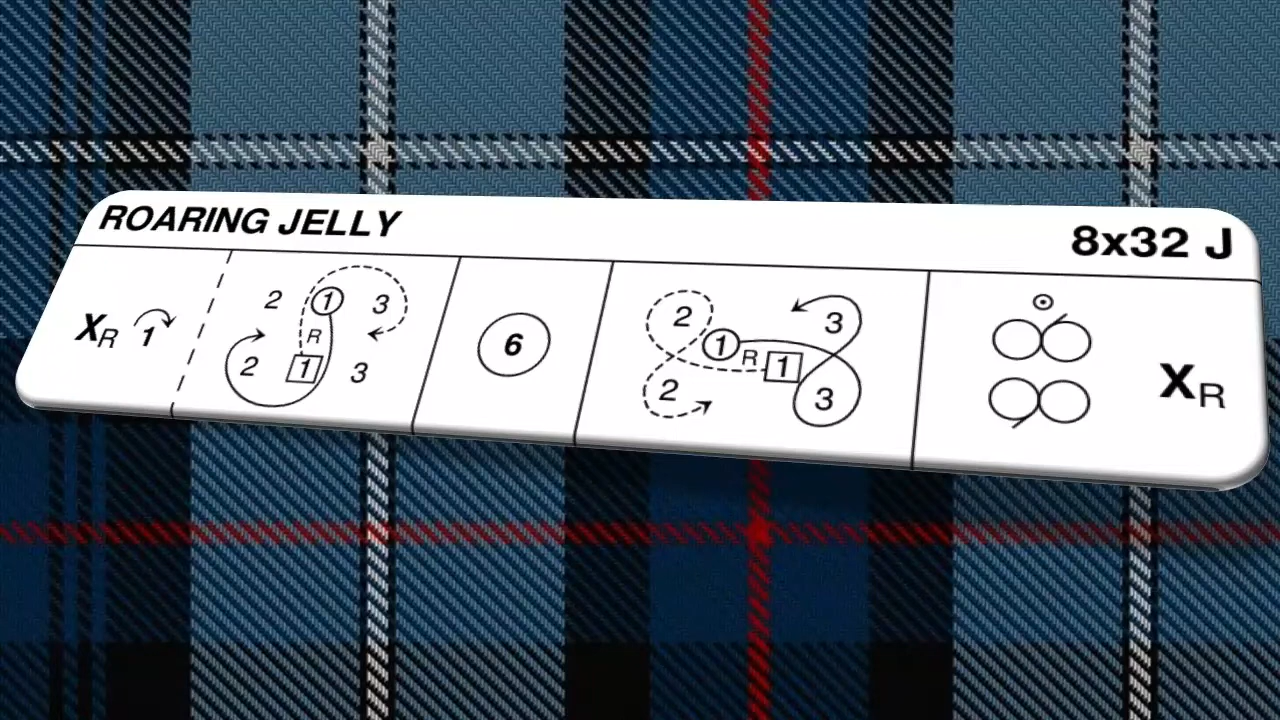 ROARING JELLY 8x32 J
XR 1
2 1 3
R
2 1 3
6
2 1 R 1 3
2 3
XR